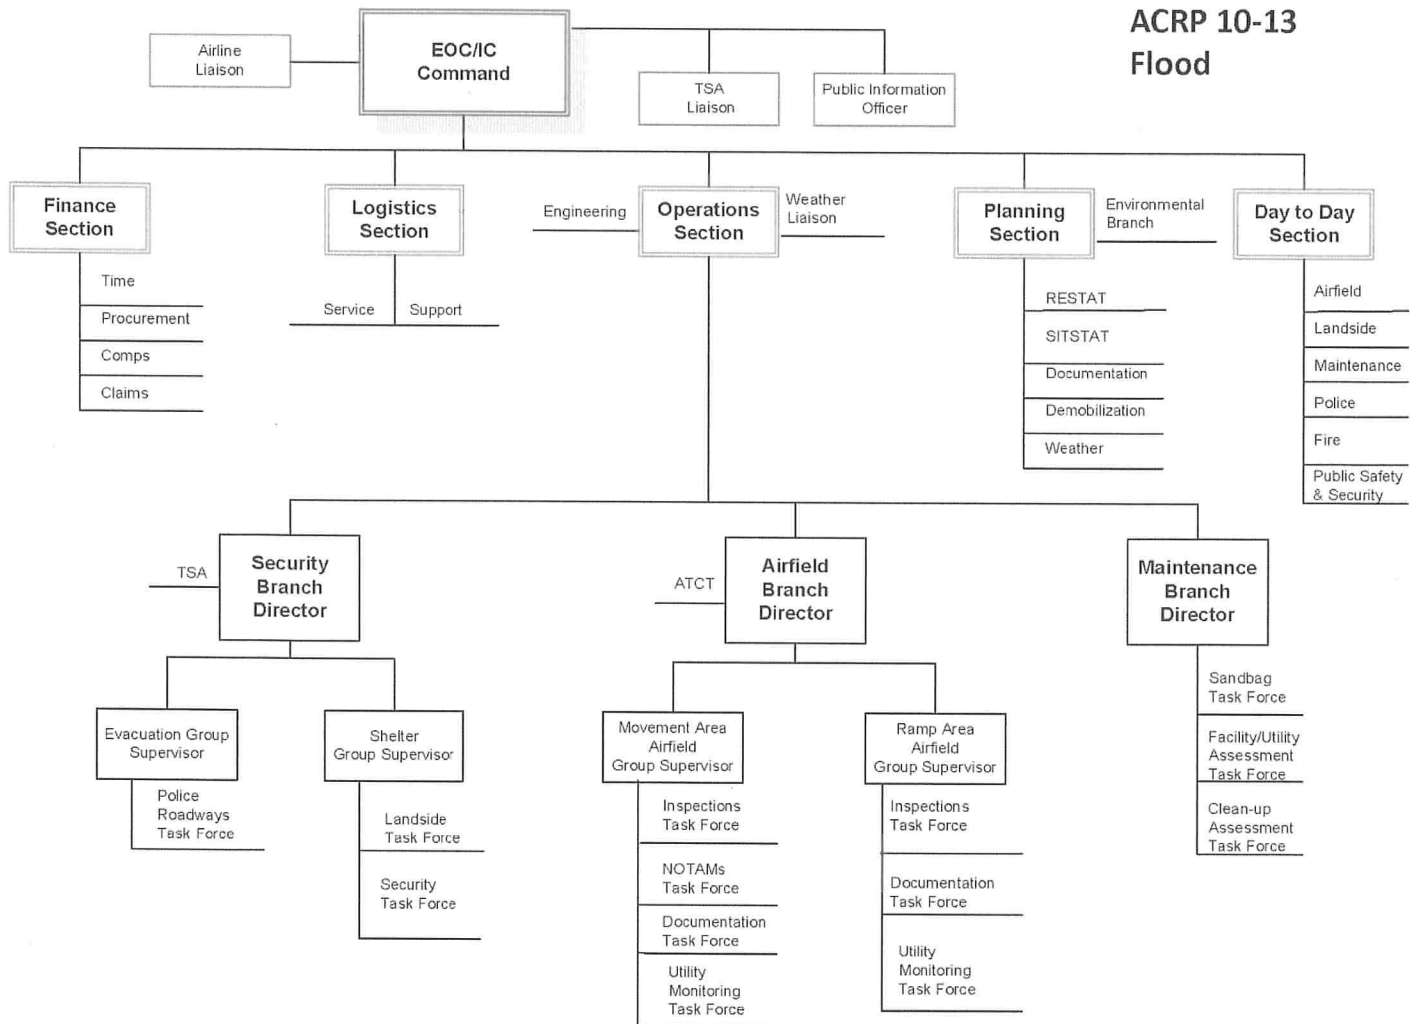 ACRP 10-13
Flood
Airline
Liaison
EOC/IC
Command
TSA
Liaison
Public Information
Officer
Finance
Section
Logistics
Section
Engineering
Operations
Section
Weather
Liaison
Planning
Section
Environmental
Branch
Day to Day
Section
Time
Procurement
Comps
Claims
Service
Support
RESTAT
SITSTAT
Documentation
Demobilization
Weather
Airfield
Landside
Maintenance
Police
Fire
Public Safety
& Security
TSA
Security
Branch
Director
ATCT
Airfield
Branch
Director
Maintenance
Branch
Director
Evacuation Group
Supervisor
Shelter
Group Supervisor
Movement Area
Airfield
Group Supervisor
Ramp Area
Airfield
Group Supervisor
Police
Roadways
Task Force
Landside
Task Force
Security
Task Force
Inspections
Task Force
NOTAMs
Task Force
Documentation
Task Force
Utility
Monitoring
Task Force
Inspections
Task Force
Documentation
Task Force
Utility
Monitoring
Task Force
Sandbag
Task Force
Facility/Utility
Assessment
Task Force
Clean-up
Assessment
Task Force